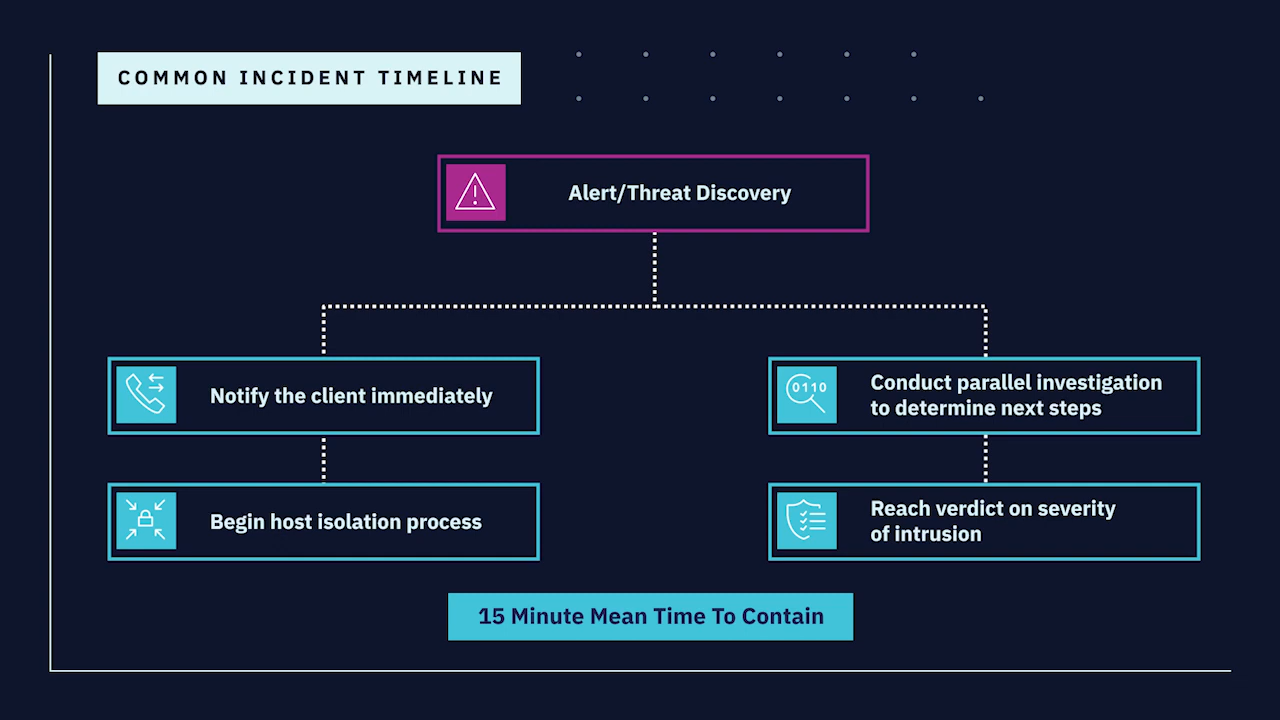 COMMON INCIDENT TIMELINE
Alert/Threat Discovery
Notify the client immediately
Begin host isolation process
0110
Conduct parallel investigation
to determine next steps
Reach verdict on severity
of intrusion
15 Minute Mean Time To Contain